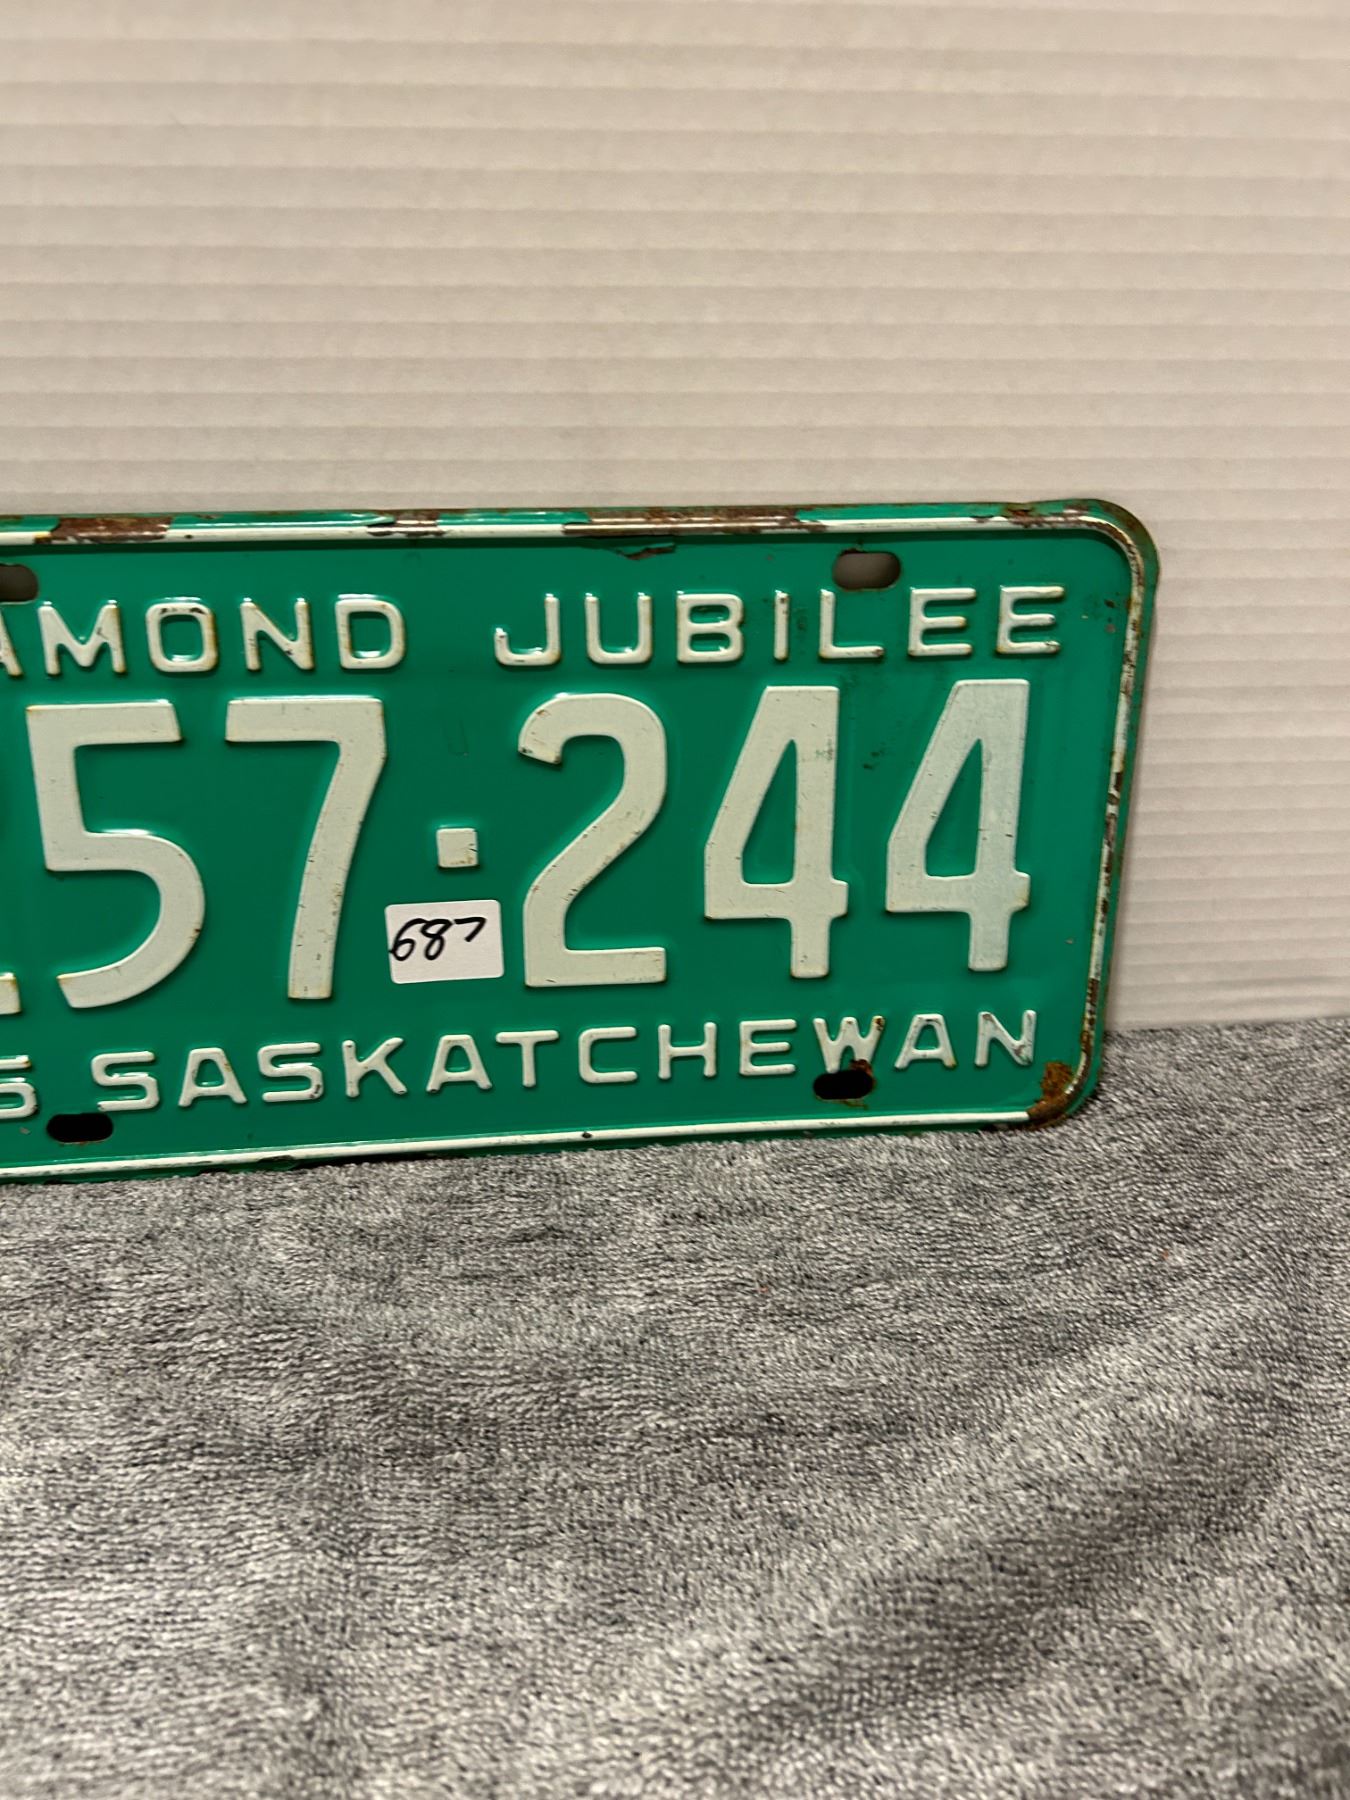 AMOND JUBILEE
57·244
687
5 SASKATCHEWAN